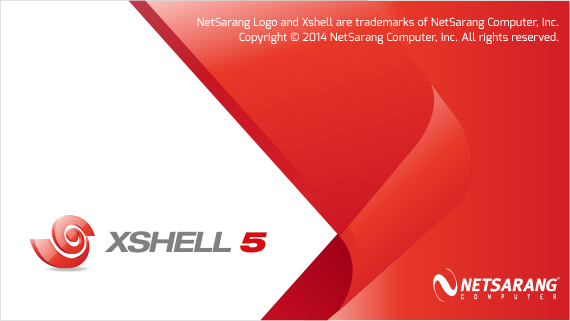 NetSarang Logo and Xshell are trademarks of NetSarang Computer, Inc.
Copyright © 2014 NetSarang Computer, Inc. All rights reserved.
XSHELL 5
NETSARANG®
COMPUTER